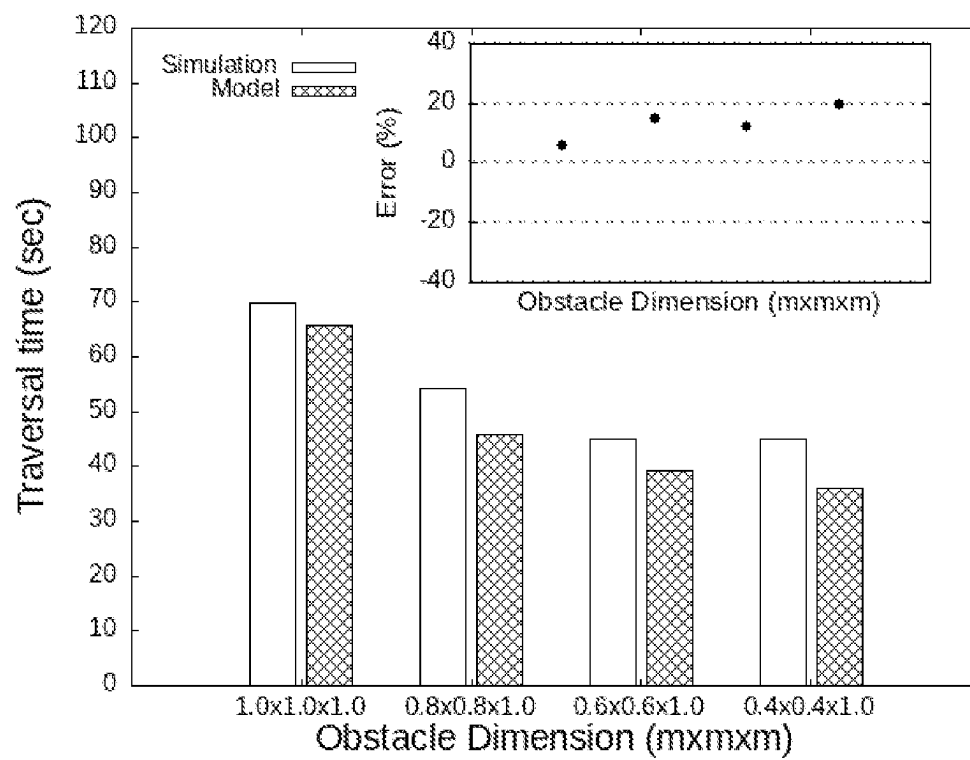 Traversal time (sec)
120
110
100
90
80
70
60
50
40
30
20
10
0
Simulation
Model
Error (%)
40
20
0
-20
-40
Obstacle Dimension (mxmxm)
1.0x1.0x1.0 0.8x0.8x1.0 0.6x0.6x1.0 0.4x0.4x1.0
Obstacle Dimension (mxmxm)